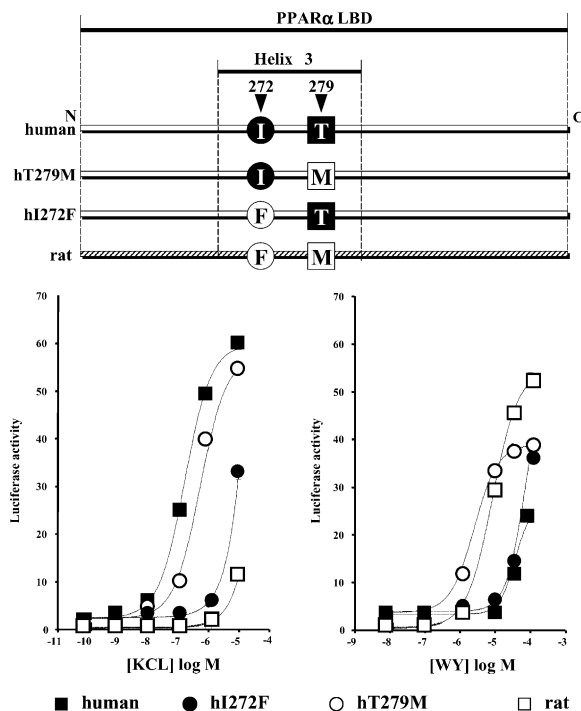 PPARα LBD
Helix 3
272 279
N C
human I T
hT279M I M
hI272F F T
rat F M
70
60
50
40
30
20
10
0
Luciferase activity
-11 -10 -9 -8 -7 -6 -5 -4
[KCL] log M
70
60
50
40
30
20
10
0
Luciferase activity
-9 -8 -7 -6 -5 -4 -3
[WY] log M
human hI272F hT279M rat